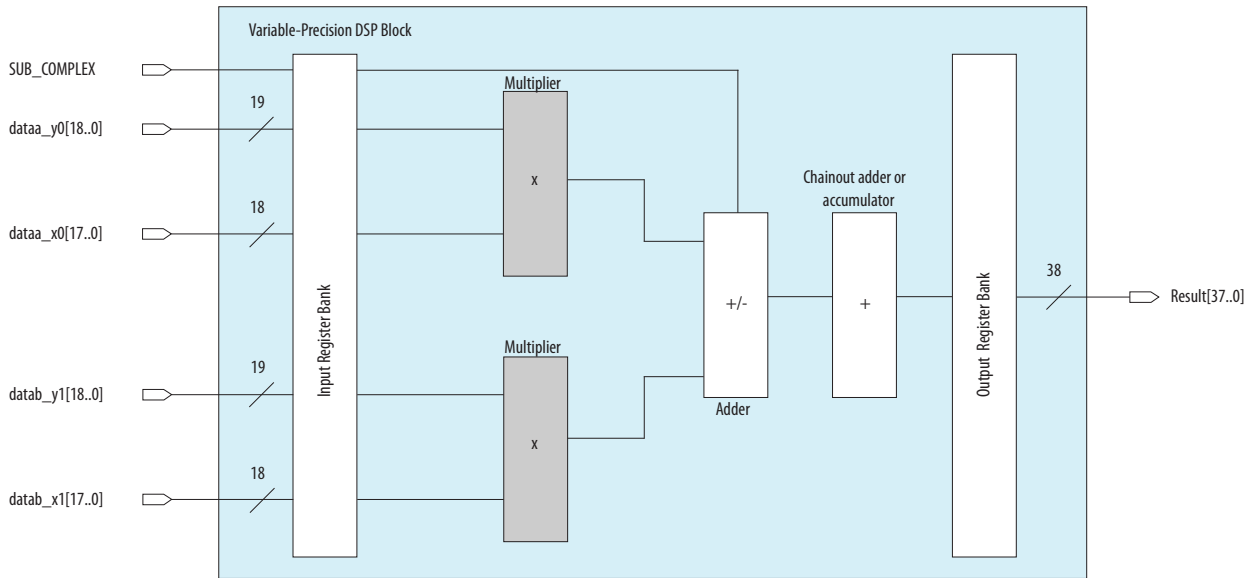 Variable-Precision DSP Block
SUB_COMPLEX
Multiplier
19
dataa_y0[18..0]
x
Chainout adder or
accumulator
18
dataa_x0[17..0]
Input Register Bank
+/-
+
Output Register Bank
38
Result[37..0]
Multiplier
19
datab_y1[18..0]
Adder
x
18
datab_x1[17..0]